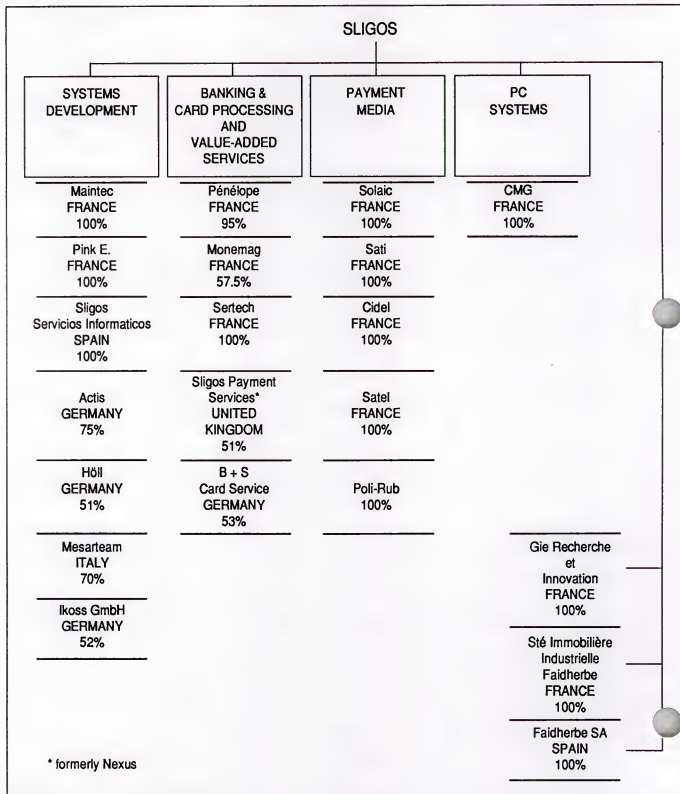 SLIGOS
SYSTEMS
DEVELOPMENT
BANKING &
CARD PROCESSING
AND
VALUE-ADDED
SERVICES
PAYMENT
MEDIA
PC
SYSTEMS
Maintec
FRANCE
100%
Pink E.
FRANCE
100%
Sligos
Servicios Informaticos
SPAIN
100%
Actis
GERMANY
75%
Höll
GERMANY
51%
Mesarteam
ITALY
70%
Ikoss GmbH
GERMANY
52%
Pénélope
FRANCE
95%
Monemag
FRANCE
57.5%
Sertech
FRANCE
100%
Sligos Payment
Services*
UNITED
KINGDOM
51%
B + S
Card Service
GERMANY
53%
Solaic
FRANCE
100%
Sati
FRANCE
100%
Cidel
FRANCE
100%
Satel
FRANCE
100%
Poli-Rub
100%
CMG
FRANCE
100%
Gie Recherche
et
Innovation
FRANCE
100%
Sté Immobilière
Industrielle
Faidherbe
FRANCE
100%
Faidherbe SA
SPAIN
100%
* formerly Nexus